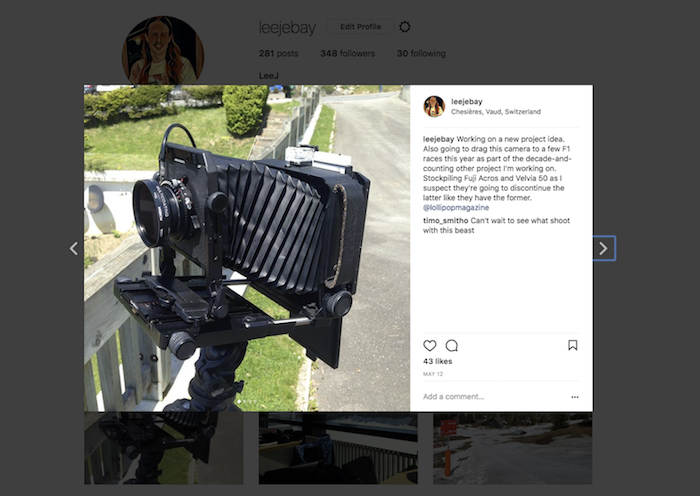 leejebay Edit Profile
281 posts 348 followers 30 following
LeeJ
leejebay
Chesières, Vaud, Switzerland
leejebay Working on a new project idea.
Also going to drag this camera to a few F1
races this year as part of the decade-and-
counting other project I'm working on.
Stockpiling Fuji Acros and Velvia 50 as I
suspect they're going to discontinue the
latter like they have the former.
@lollipopmagazine
timo_smitho Can't wait to see what shoot
with this beast
43 likes
MAY 12
Add a comment...